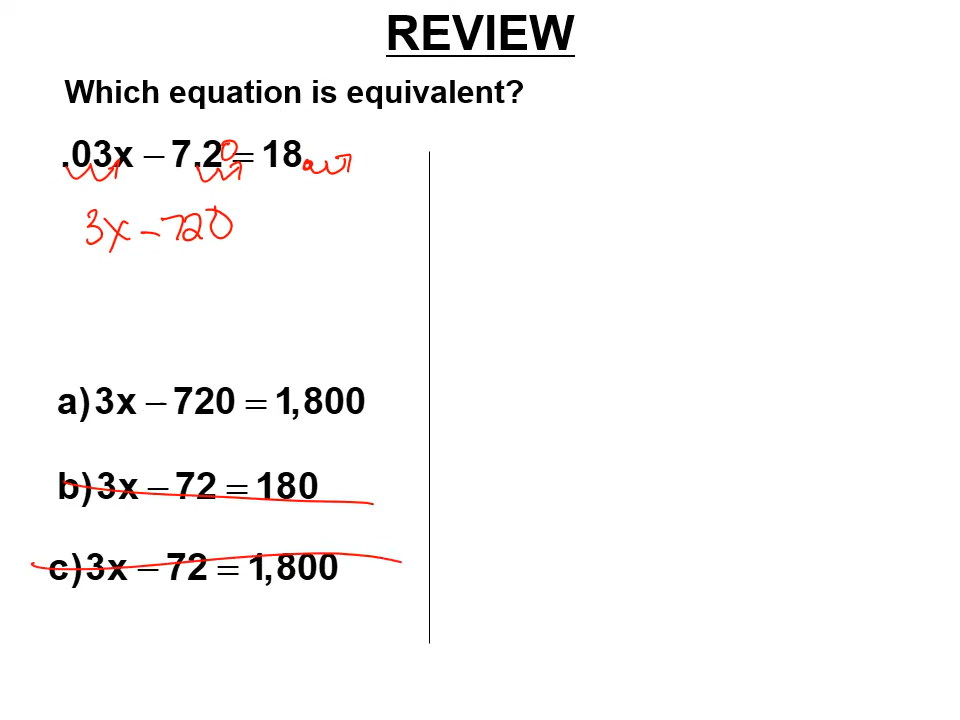 REVIEW
Which equation is equivalent?
.03x − 7.20 = 18.
3x − 720
a) 3x − 720 = 1,800
b) 3x − 72 = 180
c) 3x − 72 = 1,800